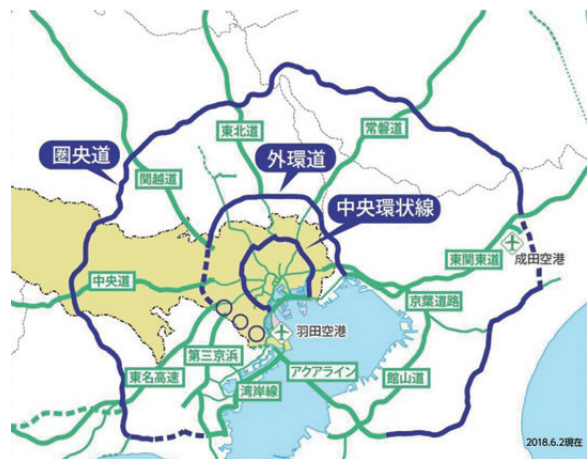 東北道
常磐道
圏央道
外環道
関越道
中央環状線
東関東道
成田空港
中央道
京葉道路
羽田空港
第三京浜
東名高速
アクアライン
館山道
湾岸線
2018.6.2現在